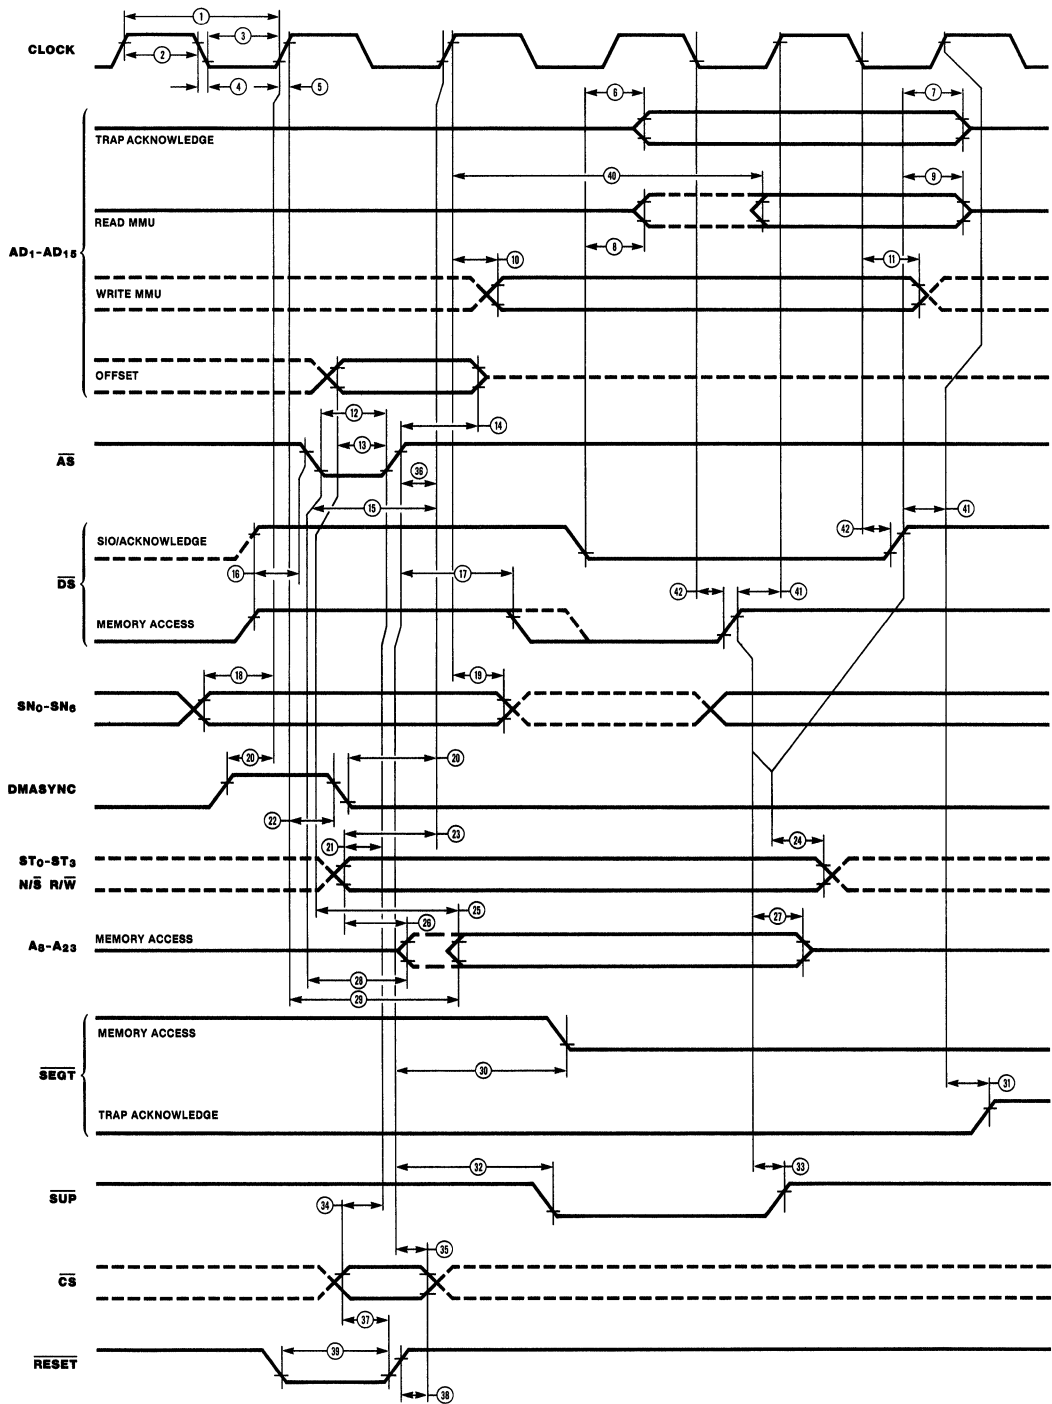 1
CLOCK
3
2
4
5
6
7
TRAP ACKNOWLEDGE
40
9
READ MMU
8
AD1-AD15
10
11
WRITE MMU
OFFSET
12
14
13
AS
36
15
41
42
SIO/ACKNOWLEDGE
16
17
DS
42
41
MEMORY ACCESS
18
19
SN0-SN6
20
20
DMASYNC
22
23
21
24
ST0-ST3
N/S R/W
25
26
27
A8-A23
MEMORY ACCESS
28
29
MEMORY ACCESS
30
SEGT
31
TRAP ACKNOWLEDGE
32
33
SUP
34
35
CS
37
39
RESET
38